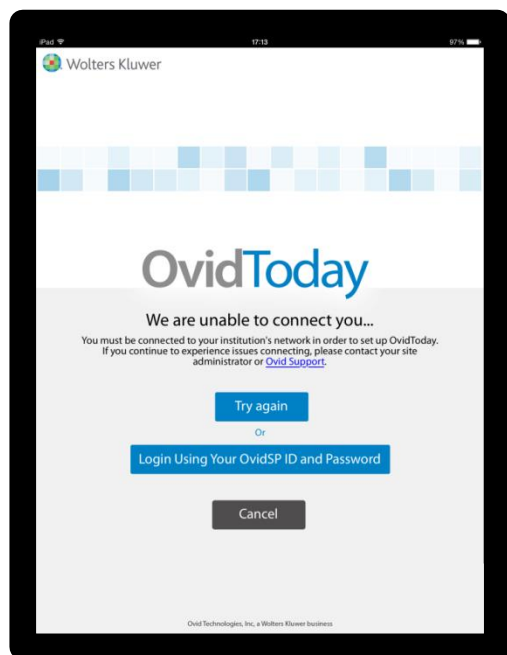 iPad 17:13 97%
Wolters Kluwer
OvidToday
We are unable to connect you...
You must be connected to your institution's network in order to set up OvidToday.
If you continue to experience issues connecting, please contact your site
administrator or Ovid Support.
Try again
Or
Login Using Your OvidSP ID and Password
Cancel
Ovid Technologies, Inc, a Wolters Kluwer business